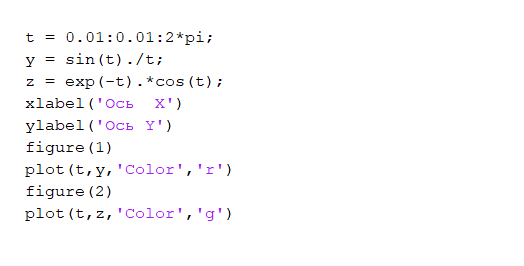 t = 0.01:0.01:2*pi;
y = sin(t)./t;
z = exp(-t).*cos(t);
xlabel('Ось  X')
ylabel('Ось Y')
figure(1)
plot(t,y,'Color','r')
figure(2)
plot(t,z,'Color','g')